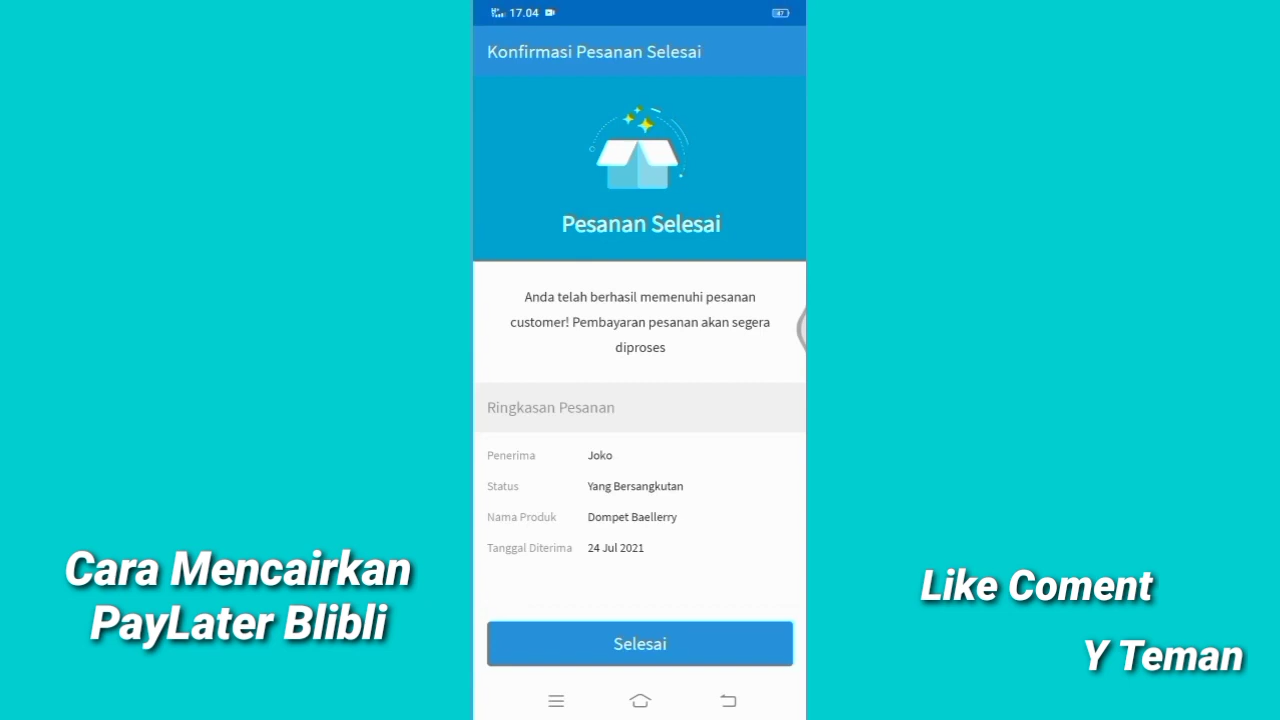 17.04
47
Konfirmasi Pesanan Selesai
Pesanan Selesai
Anda telah berhasil memenuhi pesanan
customer! Pembayaran pesanan akan segera
diproses
Ringkasan Pesanan
Penerima Joko
Status Yang Bersangkutan
Nama Produk Dompet Baellerry
Tanggal Diterima 24 Jul 2021
Selesai
Cara Mencairkan
PayLater Blibli
Like Coment
Y Teman